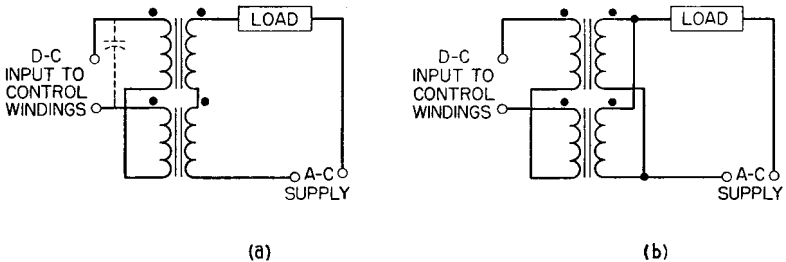 LOAD
D-C
INPUT TO
CONTROL
WINDINGS
A-C
SUPPLY
(a)
LOAD
D-C
INPUT TO
CONTROL
WINDINGS
A-C
SUPPLY
(b)